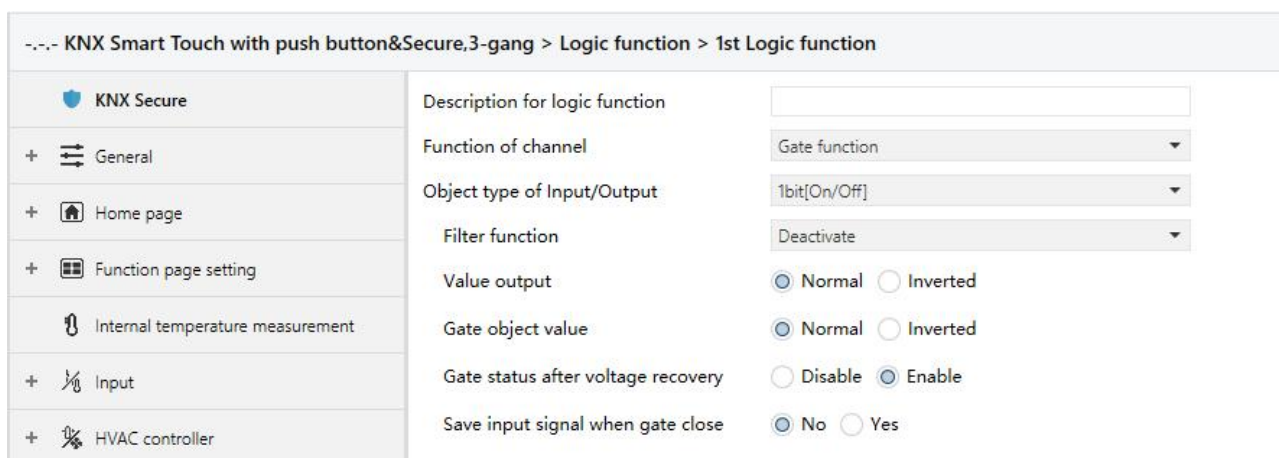 -.-.- KNX Smart Touch with push button&Secure,3-gang > Logic function > 1st Logic function
KNX Secure
+ General
+ Home page
+ Function page setting
Internal temperature measurement
+ Input
+ HVAC controller
Description for logic function
Function of channel Gate function
Object type of Input/Output 1bit[On/Off]
Filter function Deactivate
Value output Normal Inverted
Gate object value Normal Inverted
Gate status after voltage recovery Disable Enable
Save input signal when gate close No Yes